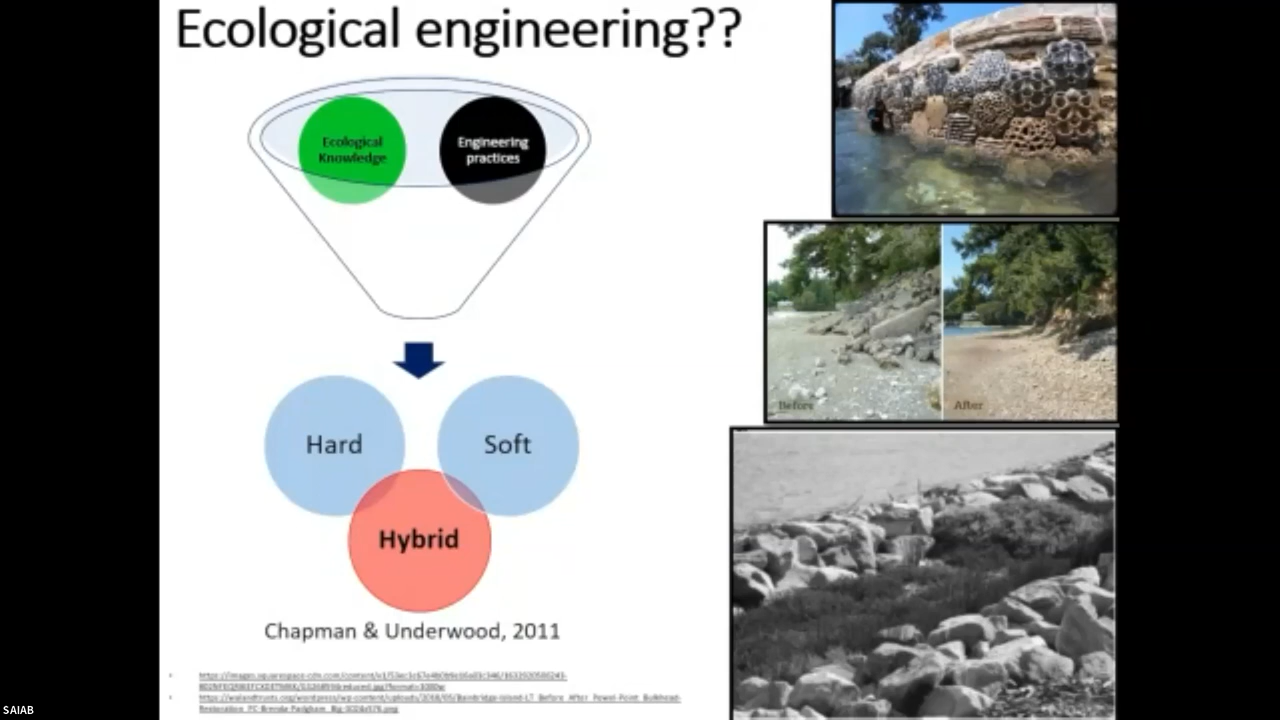 Ecological engineering??
Ecological
Knowledge
Engineering
practices
Hard
Soft
Hybrid
Chapman & Underwood, 2011
Before
After
SAIAB